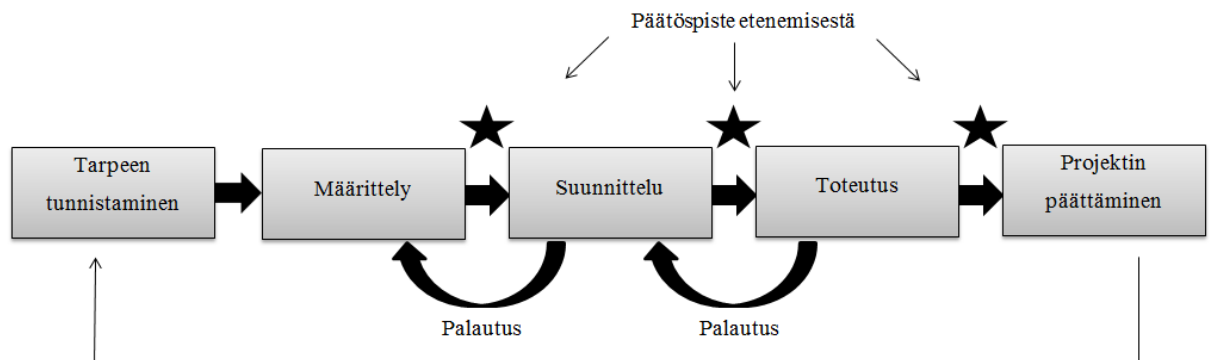 Päätöspiste etenemisestä
Tarpeen
tunnistaminen
Määrittely
Suunnittelu
Toteutus
Projektin
päättäminen
Palautus
Palautus